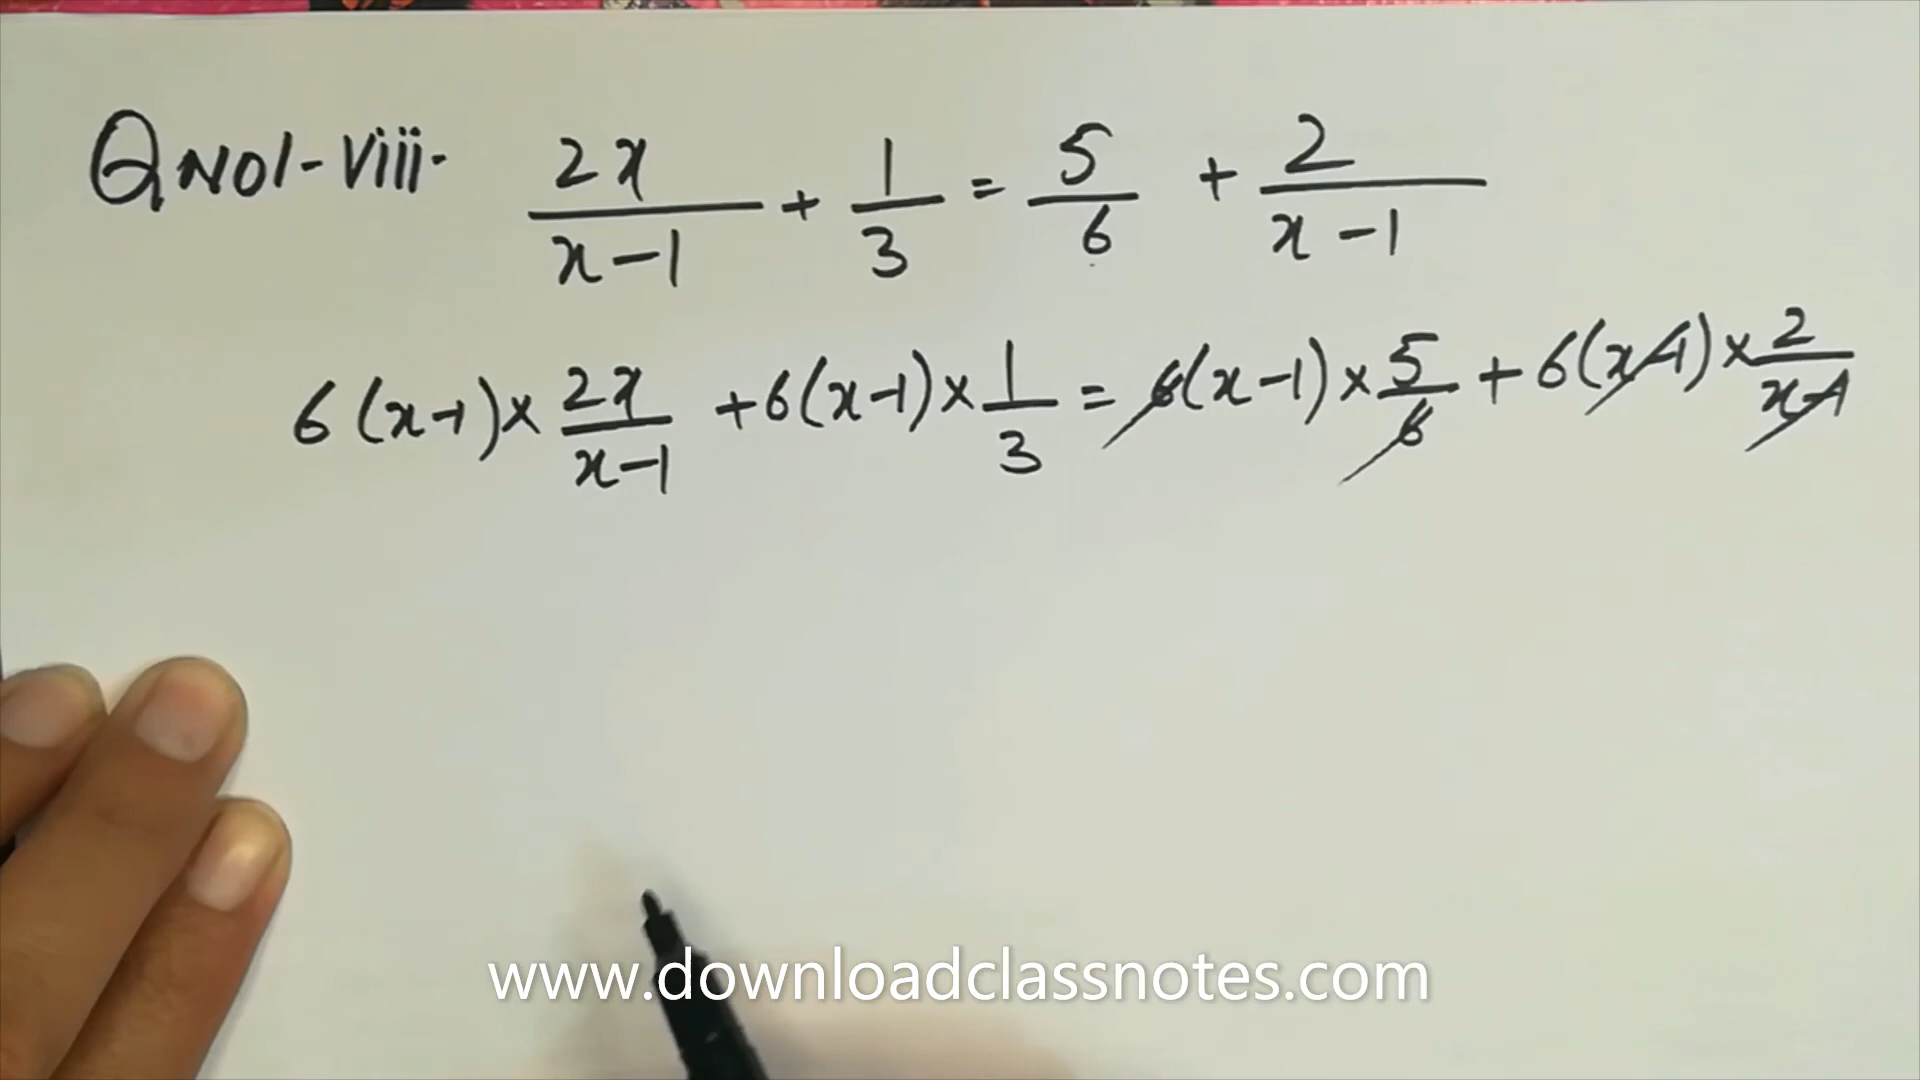 QNo1-viii. 2x/(x-1) + 1/3 = 5/6 + 2/(x-1)
6(x-1)× 2x/(x-1) + 6(x-1)× 1/3 = 6(x-1)× 5/6 + 6(x-1)× 2/(x-1)
www.downloadclassnotes.com